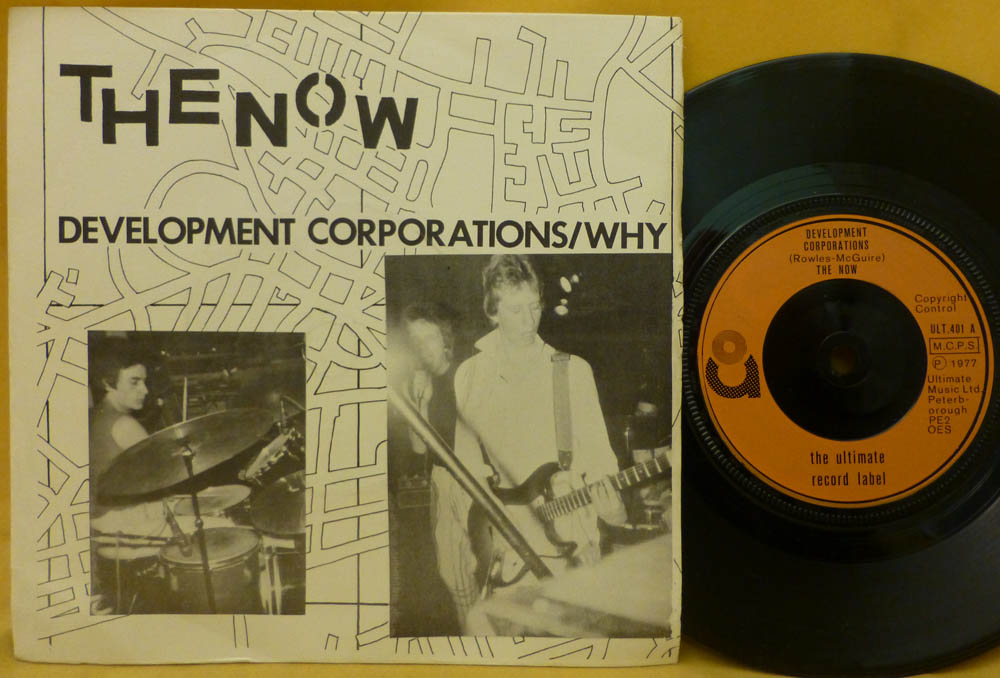 THE NOW
DEVELOPMENT CORPORATIONS/WHY
DEVELOPMENT
CORPORATIONS
(Rowles-McGuire)
THE NOW
Copyright
Control
ULT.401 A
M.C.P.S.
Ⓟ 1977
Ultimate
Music Ltd.
Peterb-
orough
PE2
OES
the ultimate
record label